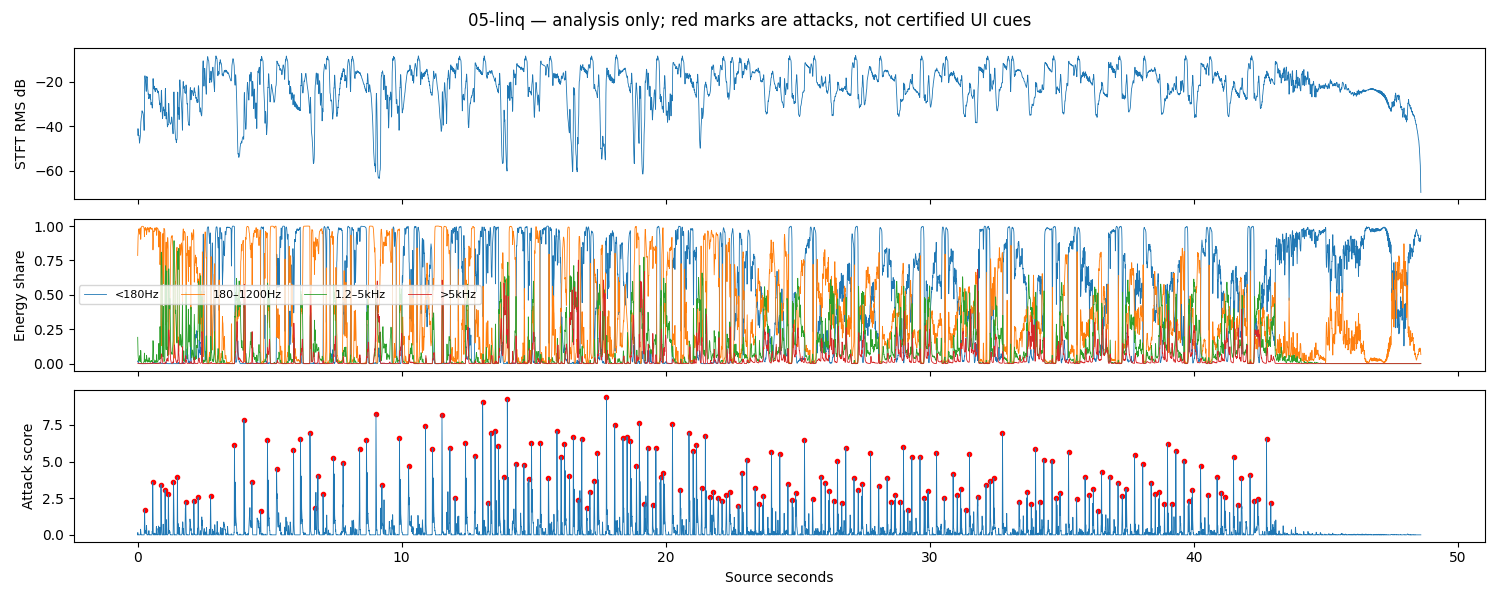 05-linq — analysis only; red marks are attacks, not certified UI cues
STFT RMS dB
−20
−40
−60
Energy share
1.00
0.75
0.50
0.25
0.00
<180Hz
180–1200Hz
1.2–5kHz
>5kHz
Attack score
7.5
5.0
2.5
0.0
0
10
20
30
40
50
Source seconds